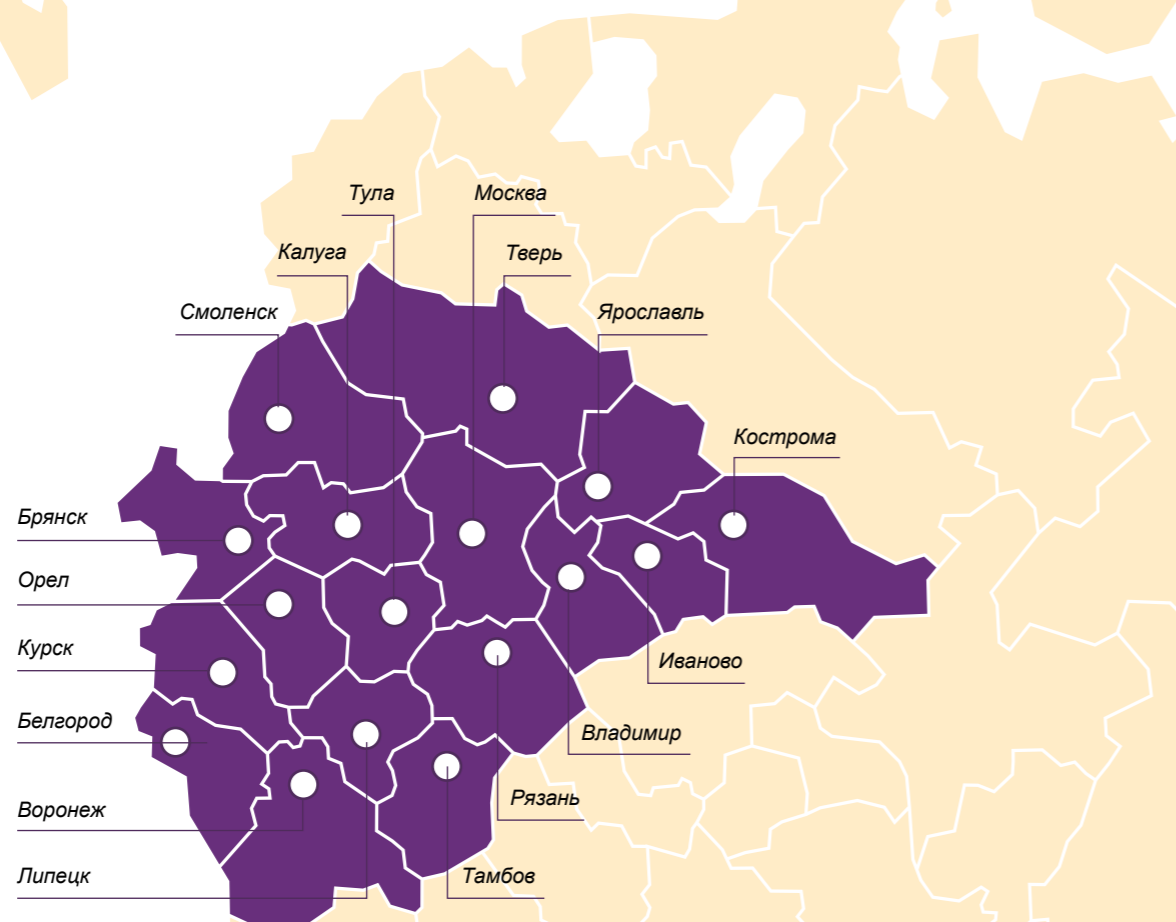 Тула
Москва
Калуга
Тверь
Смоленск
Ярославль
Кострома
Брянск
Орел
Курск
Иваново
Белгород
Владимир
Рязань
Воронеж
Липецк
Тамбов